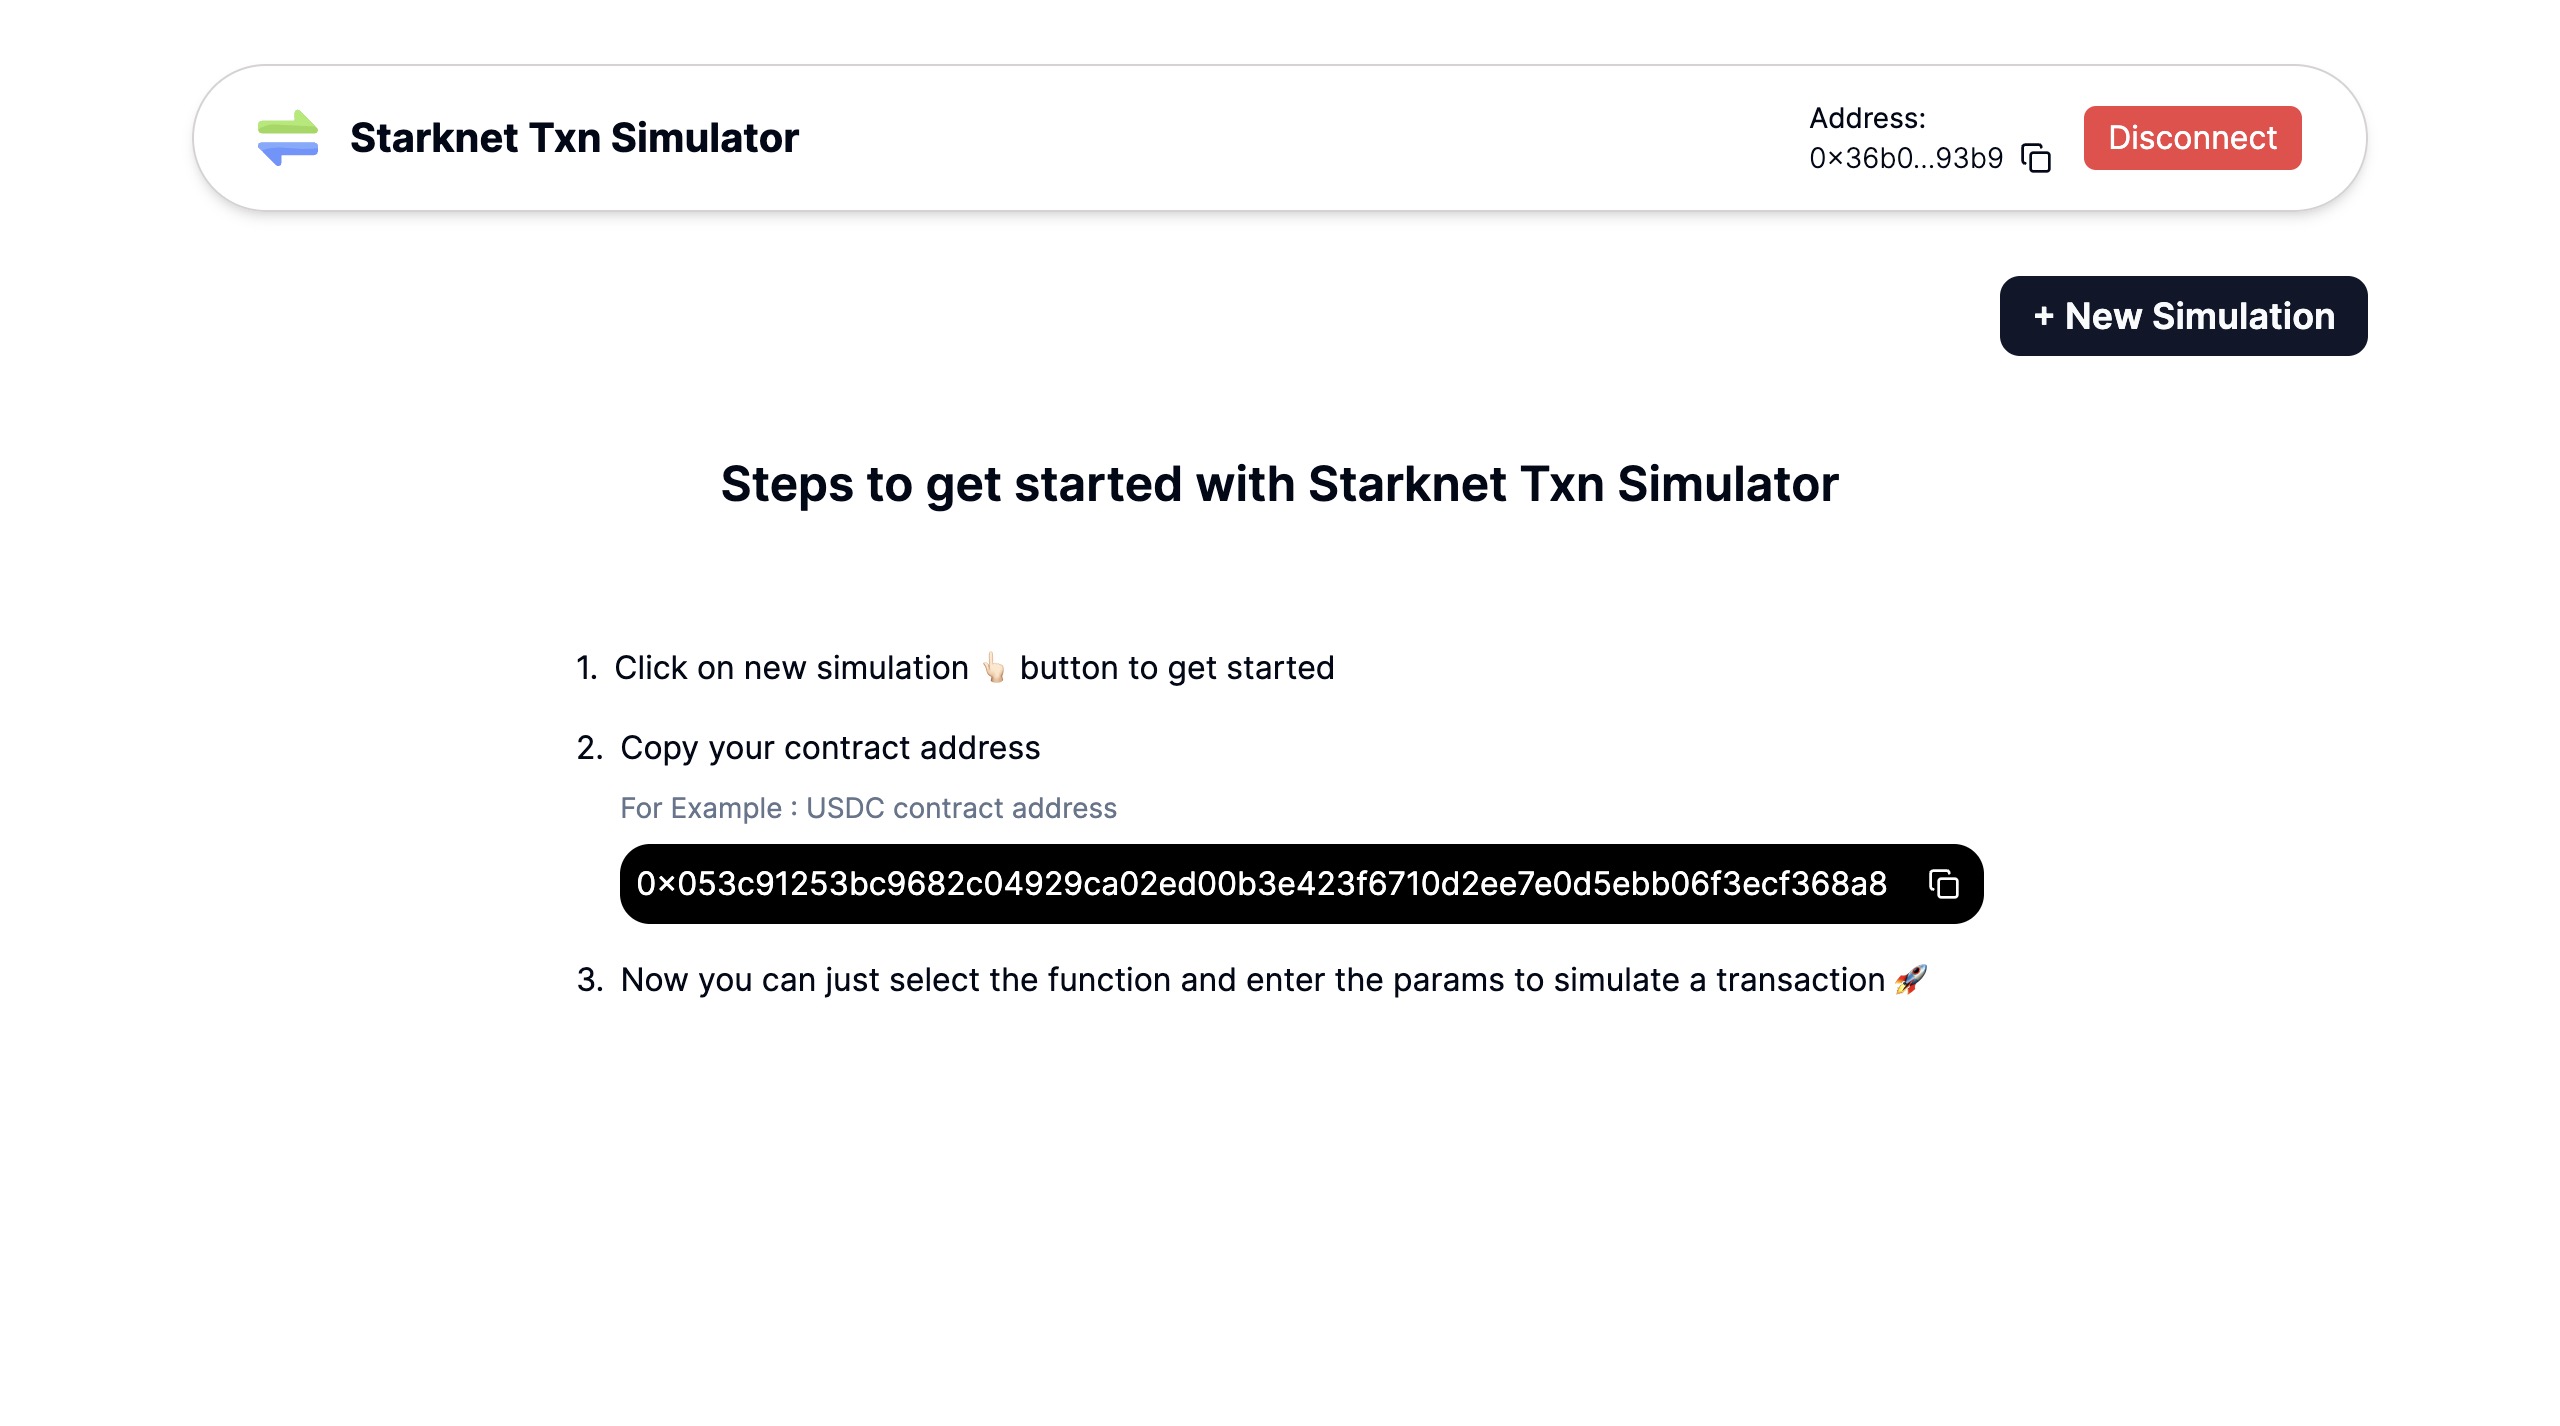 Starknet Txn Simulator
Address:
0x36b0...93b9
Disconnect
+ New Simulation
Steps to get started with Starknet Txn Simulator
1. Click on new simulation 👆🏻 button to get started
2. Copy your contract address
For Example : USDC contract address
0x053c91253bc9682c04929ca02ed00b3e423f6710d2ee7e0d5ebb06f3ecf368a8
3. Now you can just select the function and enter the params to simulate a transaction 🚀